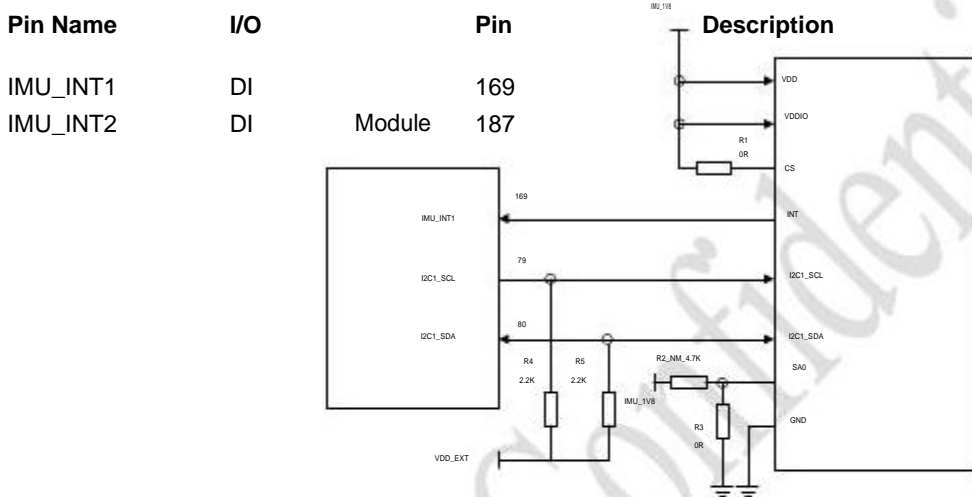 IMU_1V8
Pin Name I/O Pin Description
IMU_INT1 DI 169
IMU_INT2 DI Module 187
VDD
VDDIO
R1
0R
CS
169
IMU_INT1
INT
79
I2C1_SCL
I2C1_SCL
80
I2C1_SDA
I2C1_SDA
R4
R5
R2_NM_4.7K
SA0
2.2K
2.2K
IMU_1V8
R3
0R
GND
VDD_EXT
Confidenti